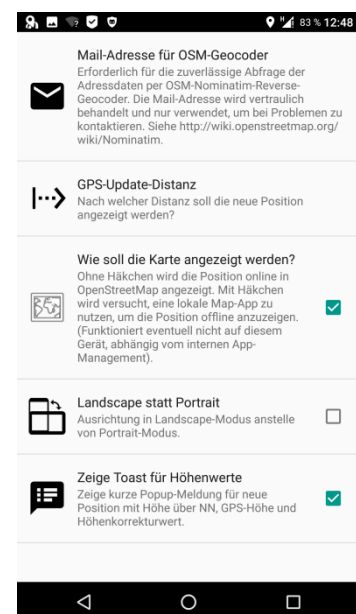 83 % 12:48
Mail-Adresse für OSM-Geocoder
Erforderlich für die zuverlässige Abfrage der
Adressdaten per OSM-Nominatim-Reverse-
Geocoder. Die Mail-Adresse wird vertraulich
behandelt und nur verwendet, um bei Problemen zu
kontaktieren. Siehe http://wiki.openstreetmap.org/
wiki/Nominatim.
GPS-Update-Distanz
Nach welcher Distanz soll die neue Position
angezeigt werden?
Wie soll die Karte angezeigt werden?
Ohne Häkchen wird die Position online in
OpenStreetMap angezeigt. Mit Häkchen
wird versucht, eine lokale Map-App zu
nutzen, um die Position offline anzuzeigen.
(Funktioniert eventuell nicht auf diesem
Gerät, abhängig vom internen App-
Management).
Landscape statt Portrait
Ausrichtung in Landscape-Modus anstelle
von Portrait-Modus.
Zeige Toast für Höhenwerte
Zeige kurze Popup-Meldung für neue
Position mit Höhe über NN, GPS-Höhe und
Höhenkorrekturwert.